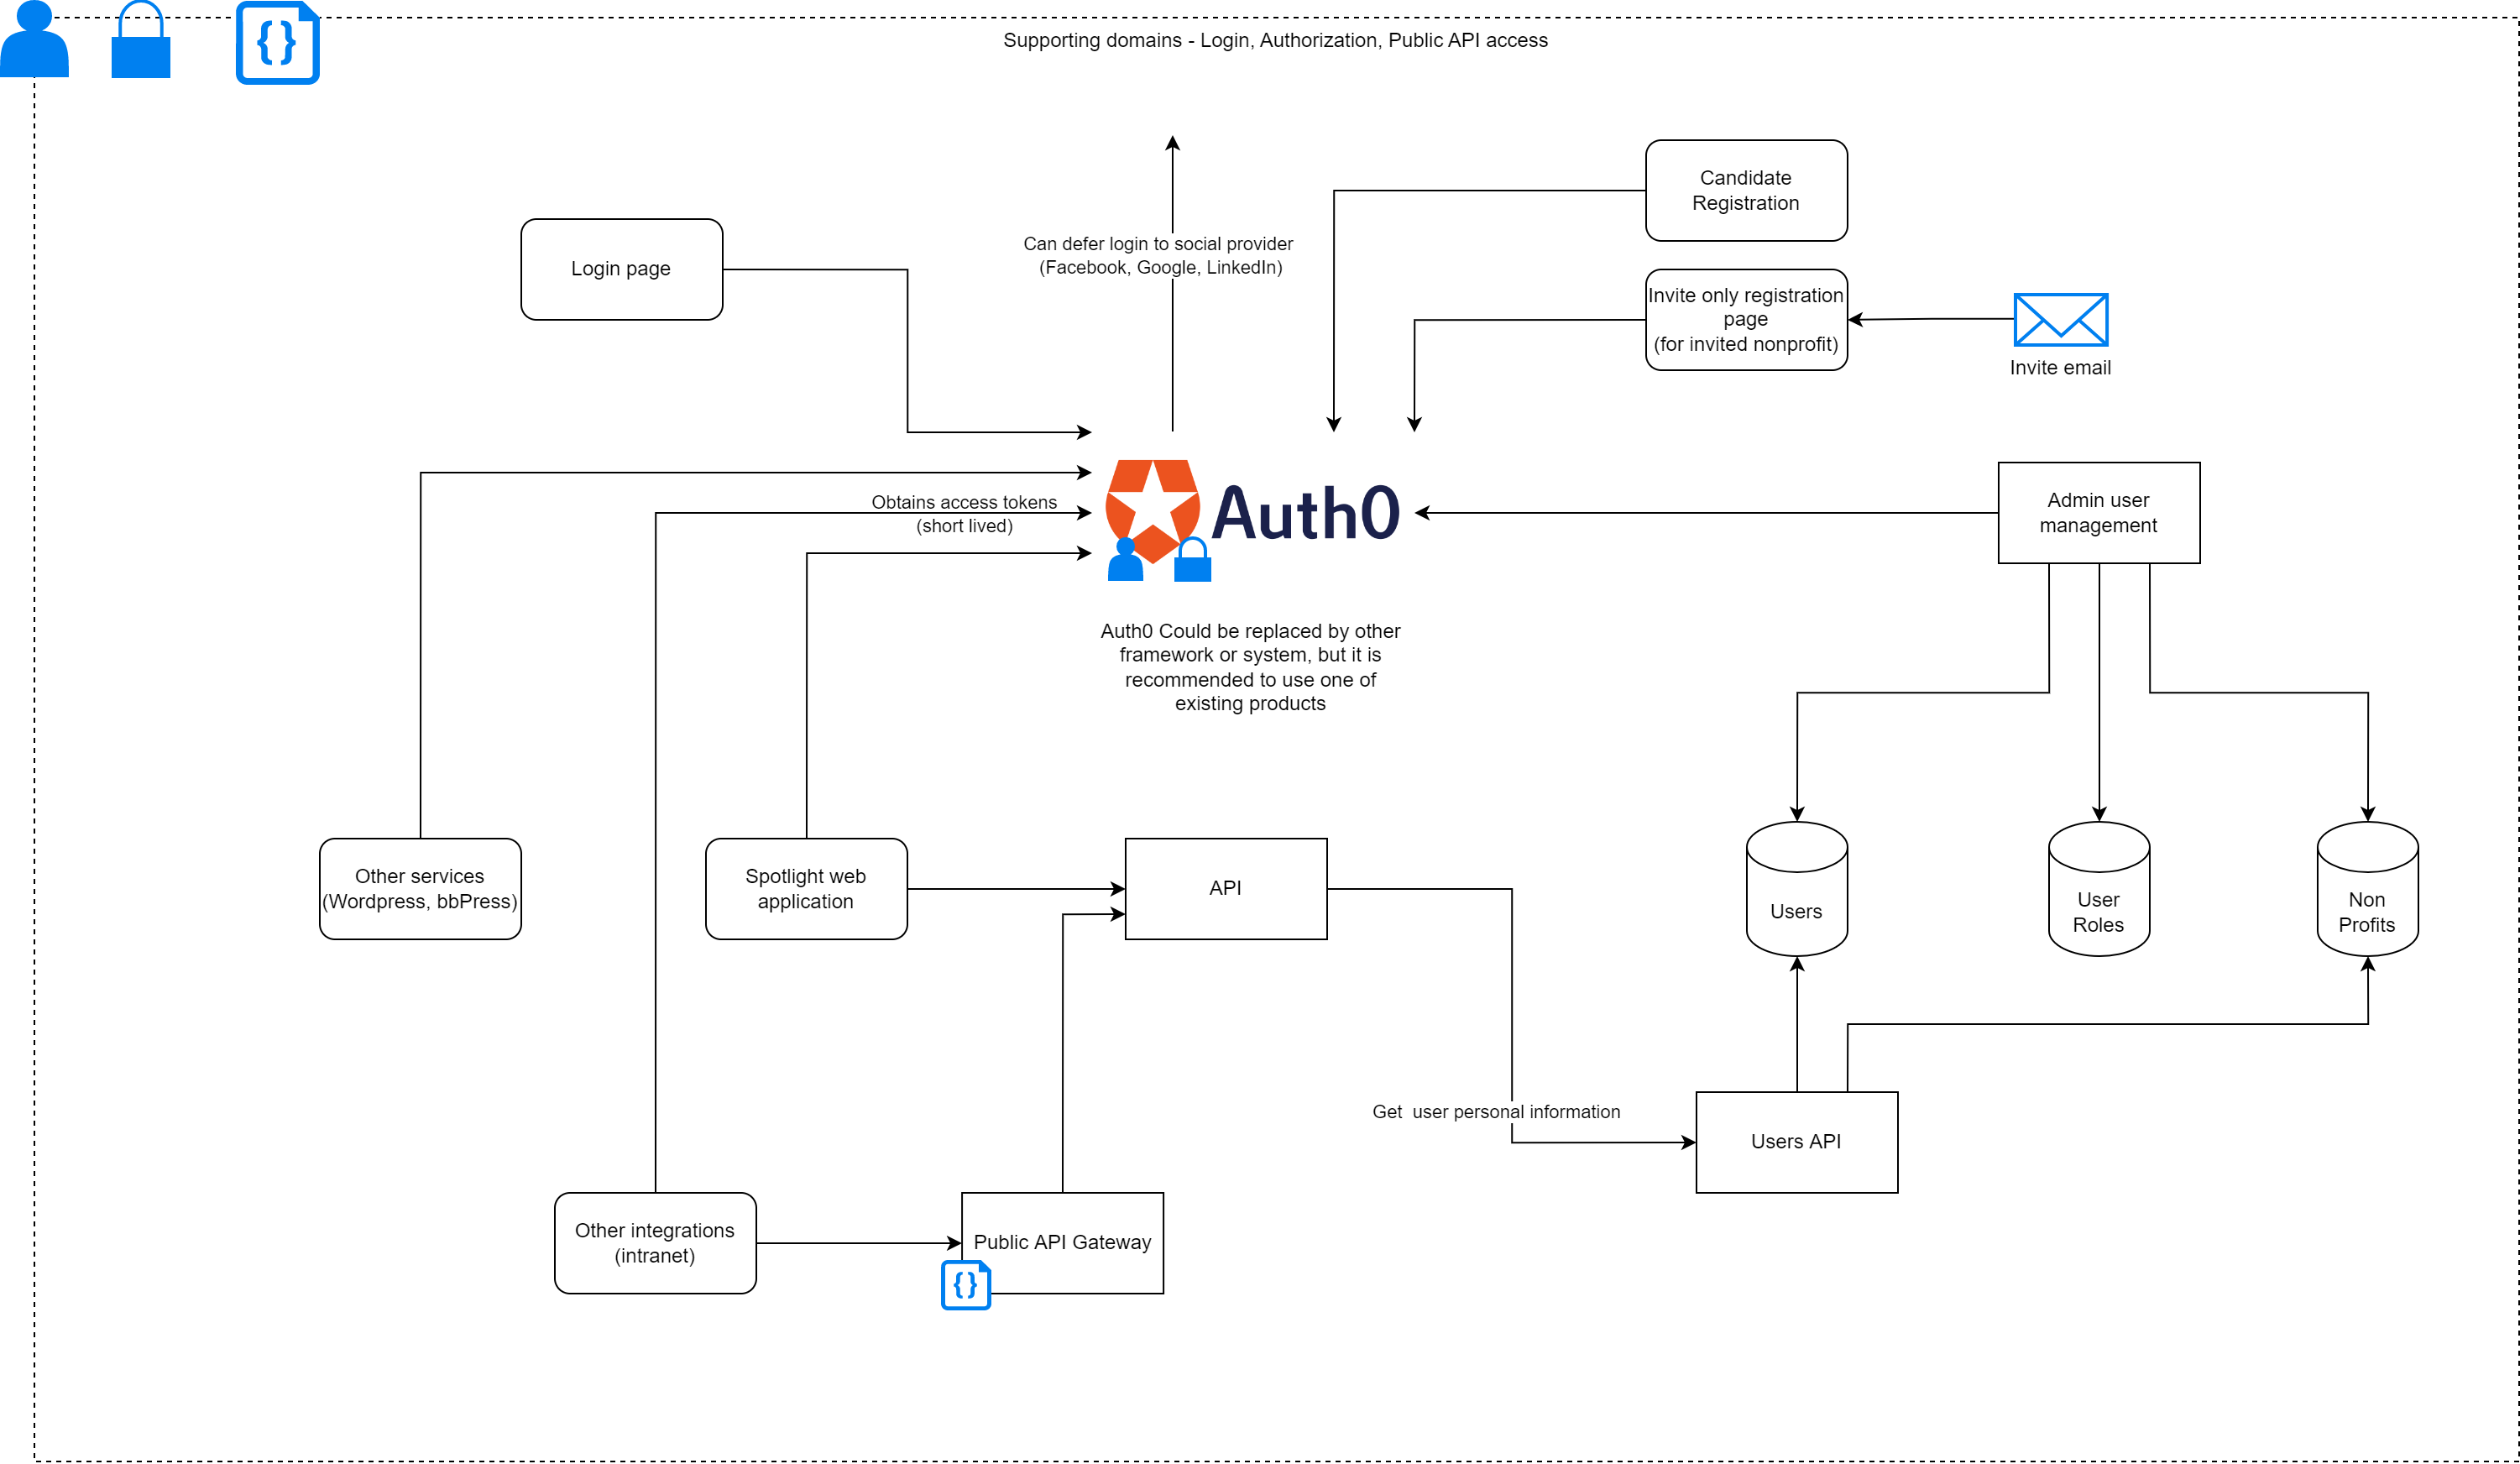 Supporting domains - Login, Authorization, Public API access
Candidate
Registration
Login page
Can defer login to social provider
(Facebook, Google, LinkedIn)
Invite only registration
page
(for invited nonprofit)
Invite email
Obtains access tokens
(short lived)
Auth0
Admin user
management
Auth0 Could be replaced by other
framework or system, but it is
recommended to use one of
existing products
Other services
(Wordpress, bbPress)
Spotlight web
application
API
Users
User
Roles
Non
Profits
Get  user personal information
Users API
Other integrations
(intranet)
Public API Gateway
{}
{}